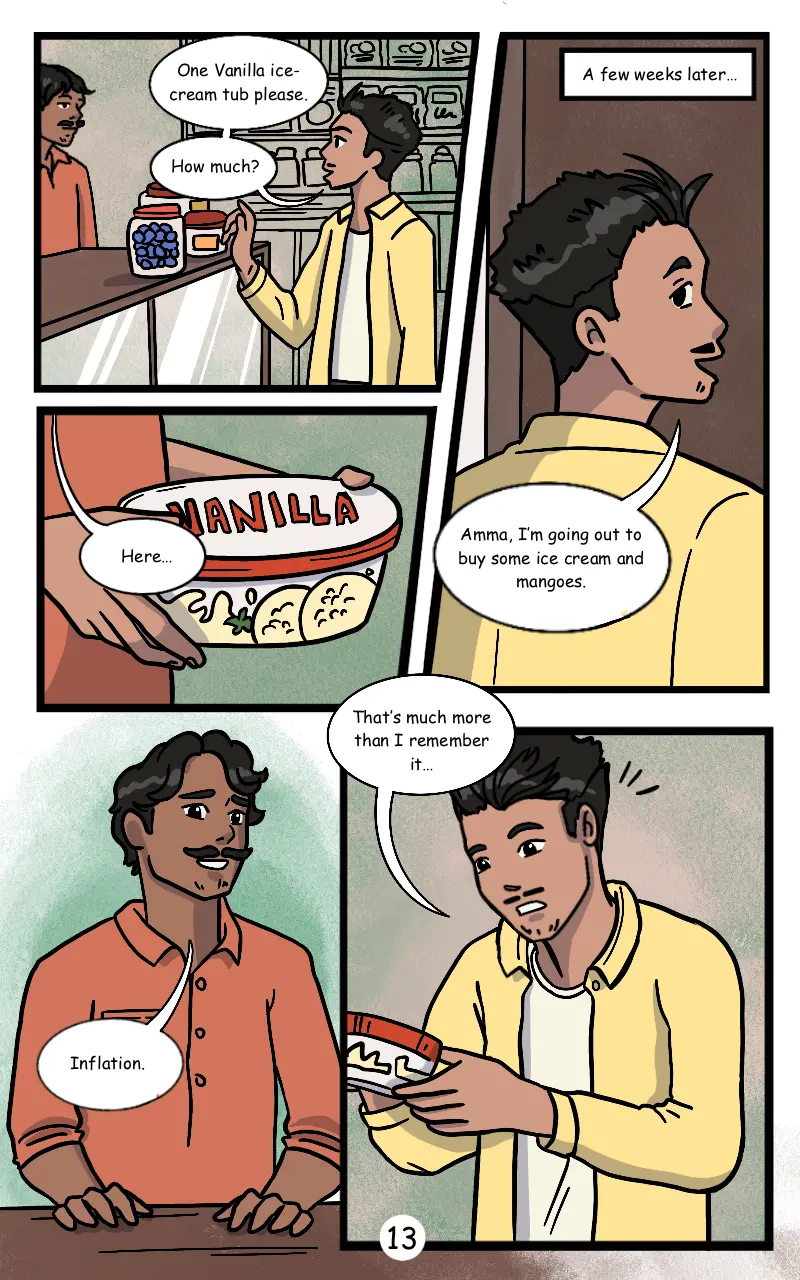 One Vanilla ice-
cream tub please.
How much?
A few weeks later...
Amma, I'm going out to
buy some ice cream and
mangoes.
VANILLA
Here...
That's much more
than I remember
it...
Inflation.
13